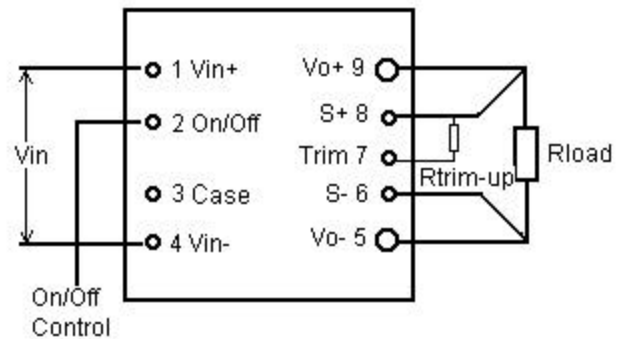 1 Vin+
2 On/Off
3 Case
4 Vin-
Vo+ 9
S+ 8
Trim 7
S- 6
Vo- 5
Vin
Rtrim-up
Rload
On/Off
Control